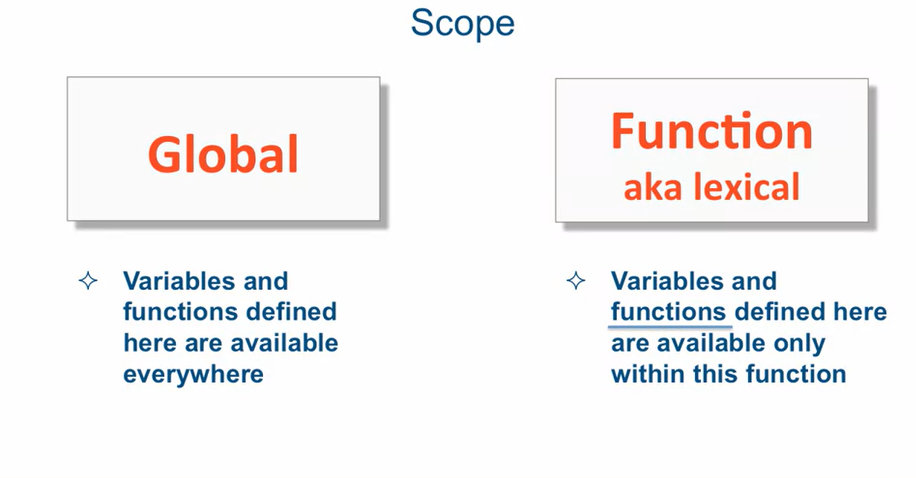 Scope
Global
Variables and
functions defined
here are available
everywhere
Function
aka lexical
Variables and
functions defined here
are available only
within this function